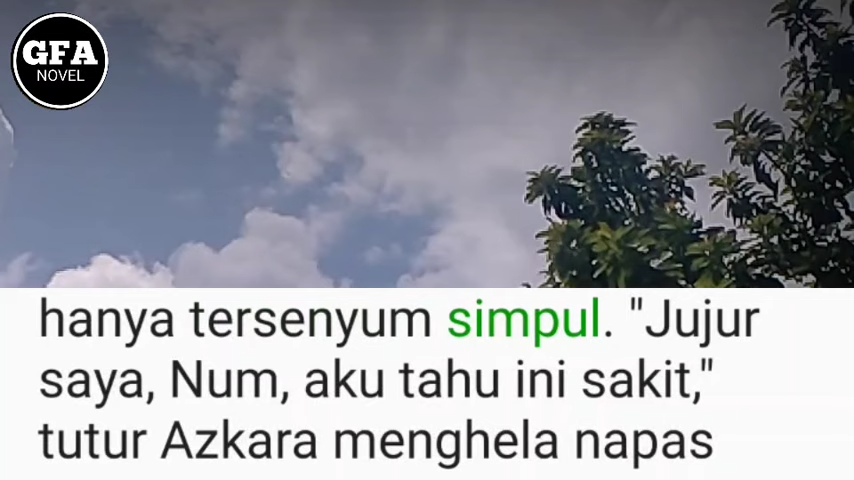 GFA
NOVEL
hanya tersenyum simpul. "Jujur
saya, Num, aku tahu ini sakit,"
tutur Azkara menghela napas